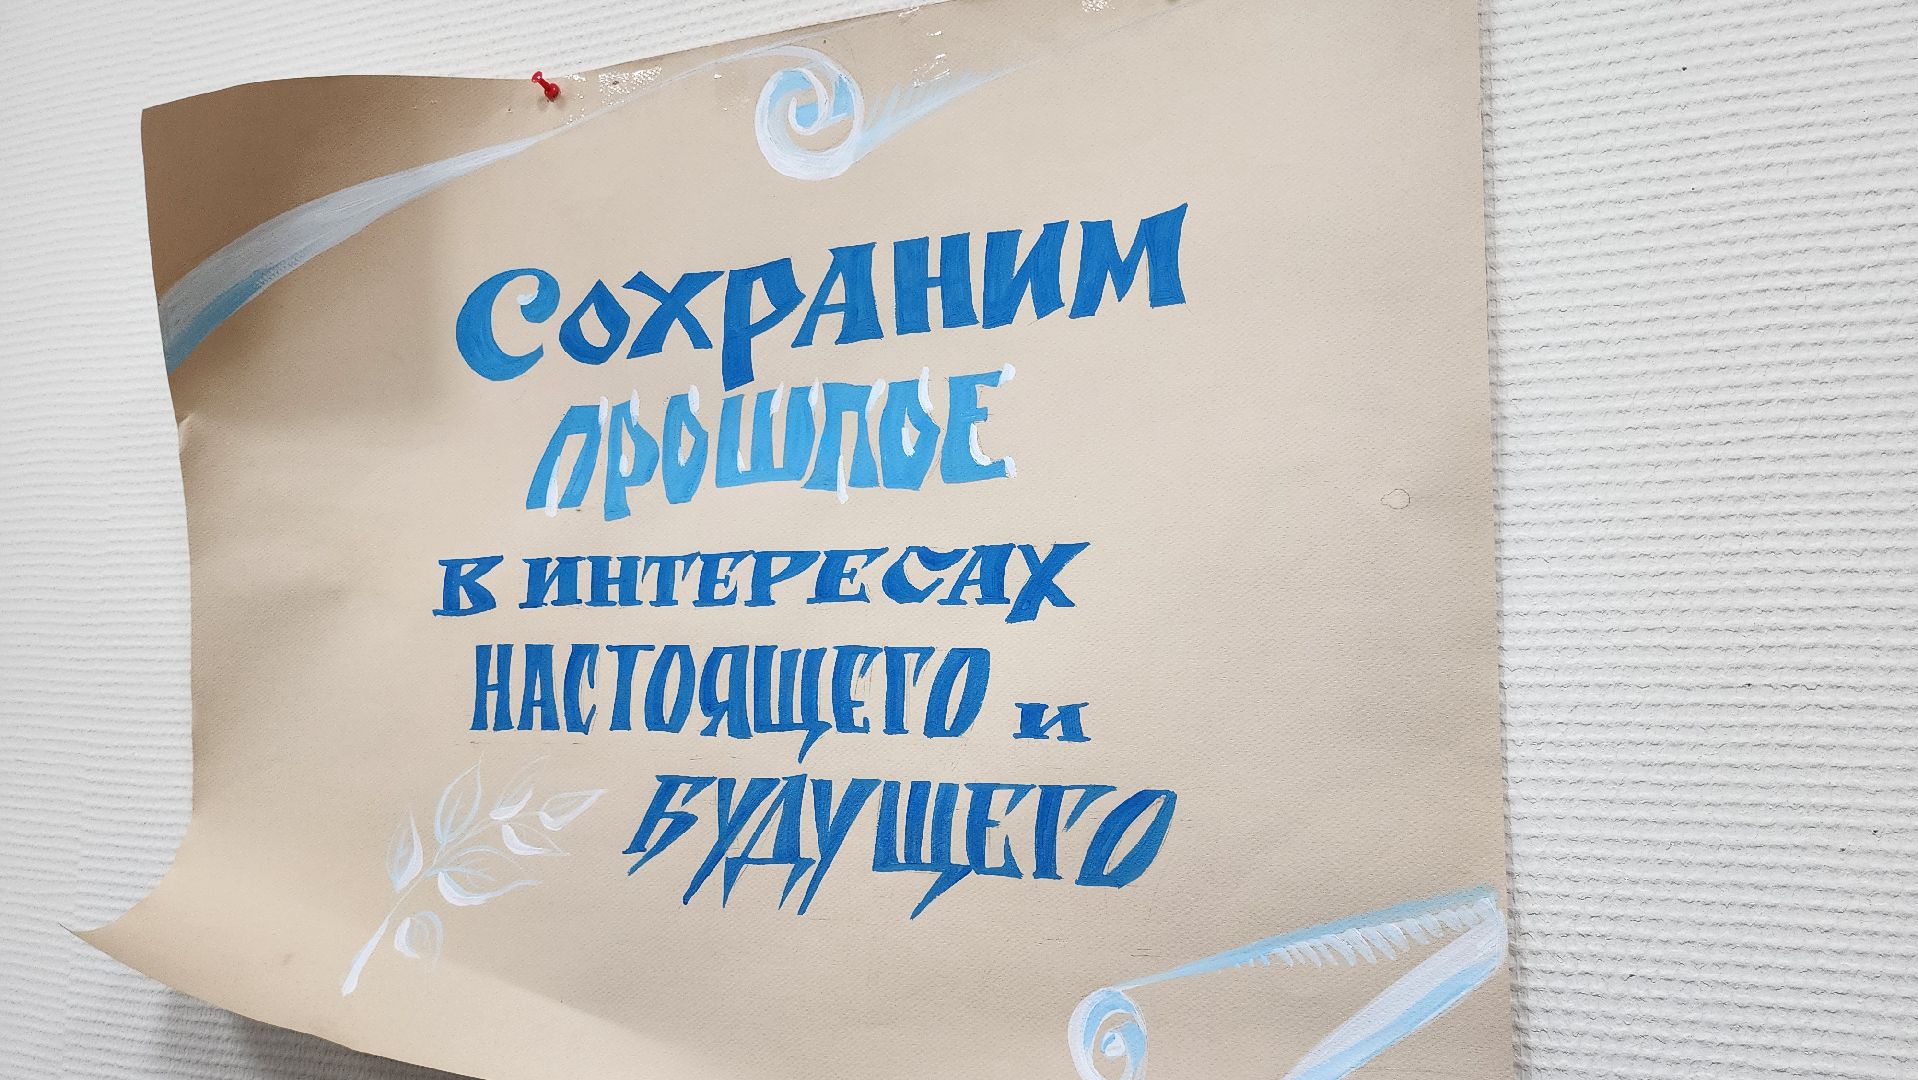 Сохраним
прошлое
в интересах
настоящего и
будущего